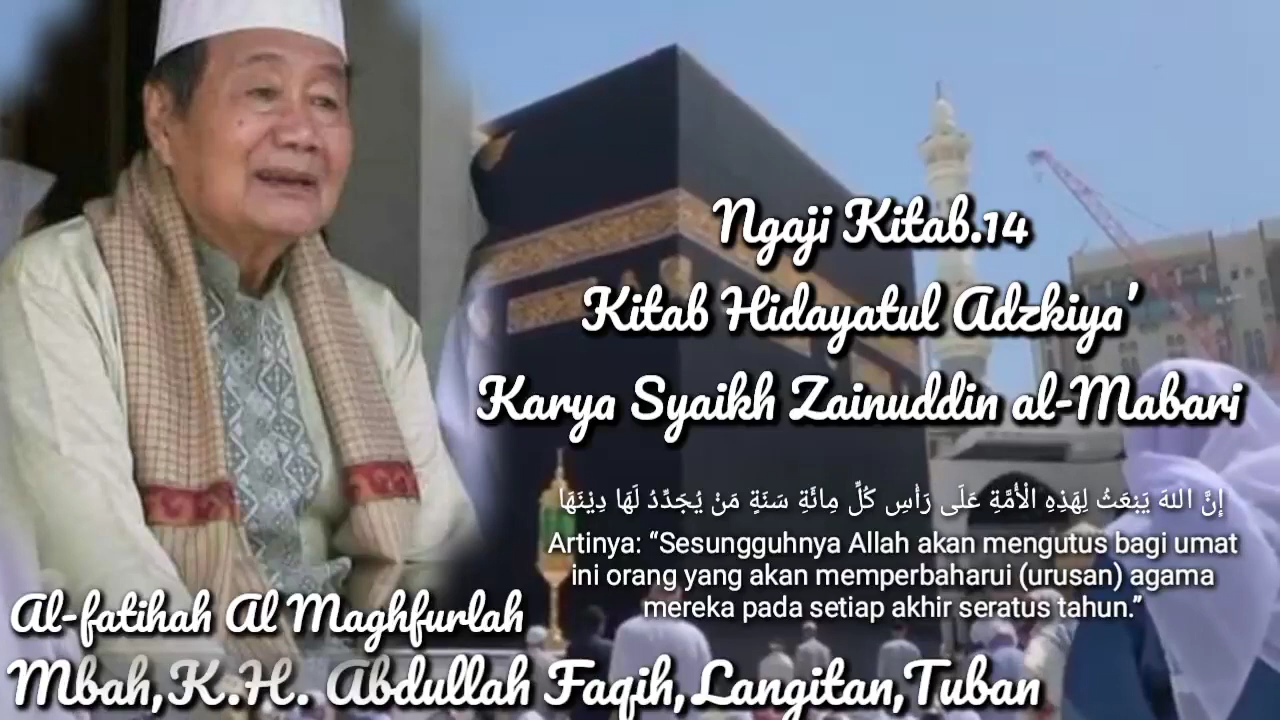 Ngaji Kitab.14
Kitab Hidayatul Adzkiya'
Karya Syaikh Zainuddin al-Mabari
إِنَّ اللهَ يَبْعَثُ لِهَذِهِ الْأُمَّةِ عَلَى رَأْسِ كُلِّ مِائَةِ سَنَةٍ مَنْ يُجَدِّدُ لَهَا دِيْنَهَا
Artinya: “Sesungguhnya Allah akan mengutus bagi umat
ini orang yang akan memperbaharui (urusan) agama
mereka pada setiap akhir seratus tahun.”
Al-fatihah Al Maghfurlah
Mbah,K.H. Abdullah Faqih,Langitan,Tuban